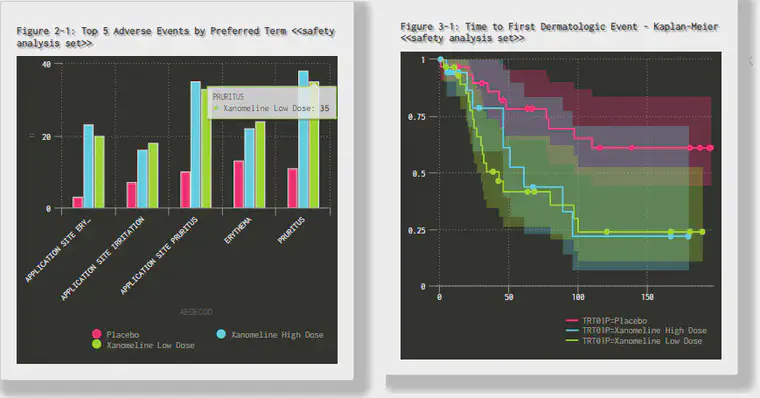 Figure 2-1: Top 5 Adverse Events by Preferred Term <<safety
analysis set>>
40
20
0
PRURITUS
Xanomeline Low Dose: 35
APPLICATION SITE ERY…
APPLICATION SITE IRRITATION
APPLICATION SITE PRURITUS
ERYTHEMA
PRURITUS
AEDECOD
Placebo
Xanomeline High Dose
Xanomeline Low Dose
Figure 3-1: Time to First Dermatologic Event - Kaplan-Meier
<<safety analysis set>>
1
0.75
0.5
0.25
0
0 50 100 150
TRT01P=Placebo
TRT01P=Xanomeline High Dose
TRT01P=Xanomeline Low Dose